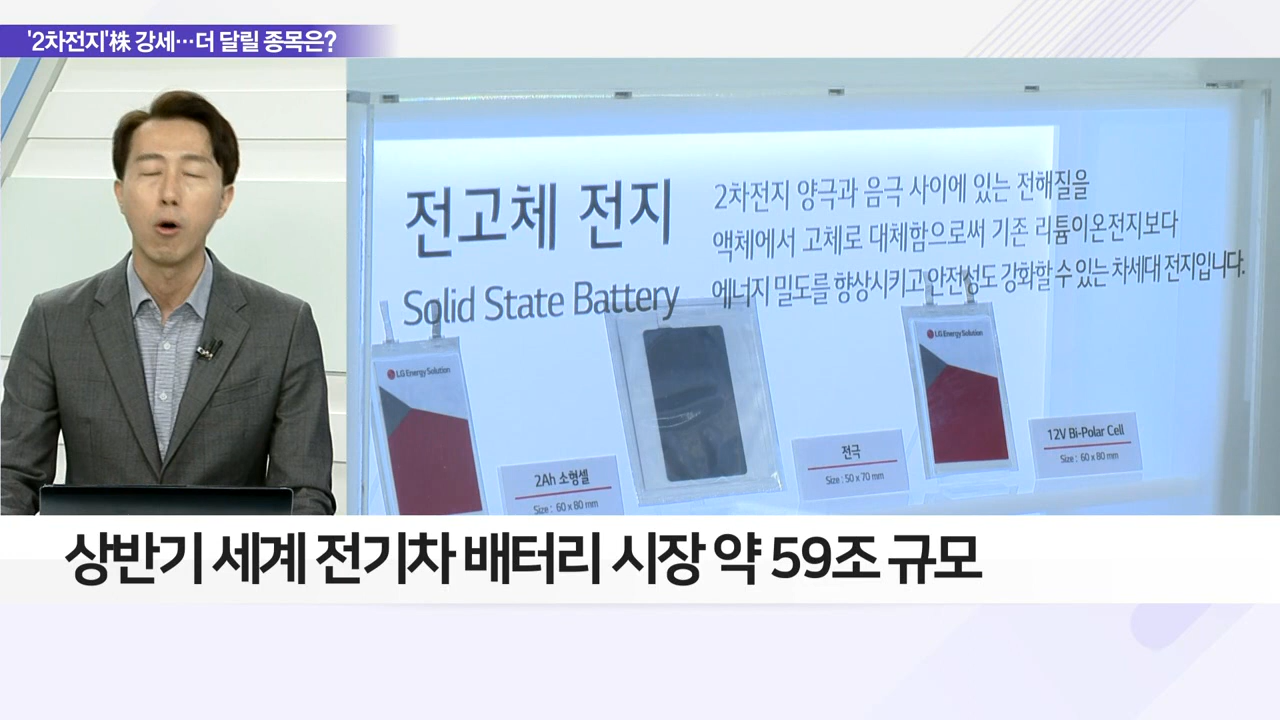 '2차전지'株 강세…더 달릴 종목은?
전고체 전지
Solid State Battery
2차전지 양극과 음극 사이에 있는 전해질을
액체에서 고체로 대체함으로써 기존 리튬이온전지보다
에너지 밀도를 향상시키고 안전성도 강화할 수 있는 차세대 전지입니다.
LG Energy Solution
2Ah 소형셀
Size : 60 x 80 mm
전극
Size : 50 x 70 mm
LG Energy Solution
12V Bi-Polar Cell
Size : 60 x 80 mm
상반기 세계 전기차 배터리 시장 약 59조 규모